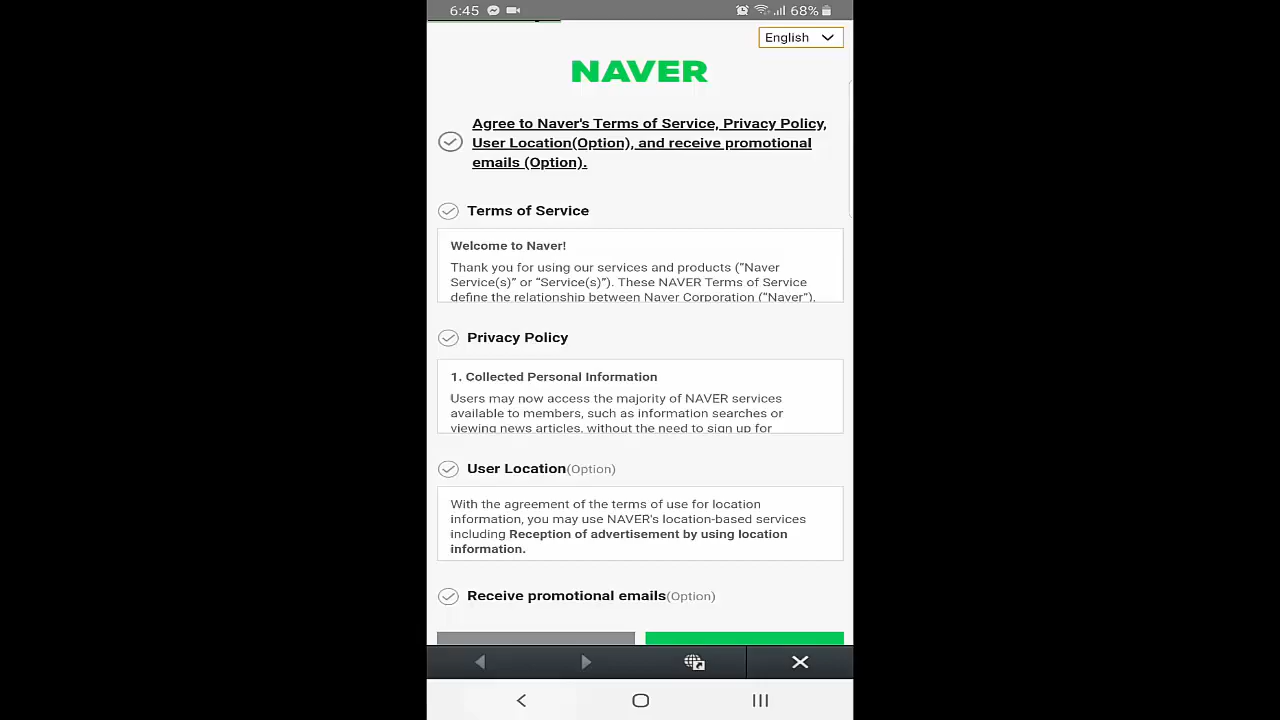 6:45
68%
English
NAVER
Agree to Naver's Terms of Service, Privacy Policy,
User Location(Option), and receive promotional
emails (Option).
Terms of Service
Welcome to Naver!
Thank you for using our services and products ("Naver
Service(s)" or “Service(s)"). These NAVER Terms of Service
define the relationship between Naver Corporation ("Naver"),
Privacy Policy
1. Collected Personal Information
Users may now access the majority of NAVER services
available to members, such as information searches or
viewing news articles, without the need to sign up for
User Location(Option)
With the agreement of the terms of use for location
information, you may use NAVER's location-based services
including Reception of advertisement by using location
information.
Receive promotional emails(Option)